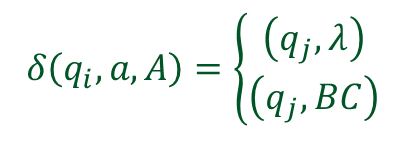 δ(q_i, a, A) = { (q_j, λ)
(q_j, BC)